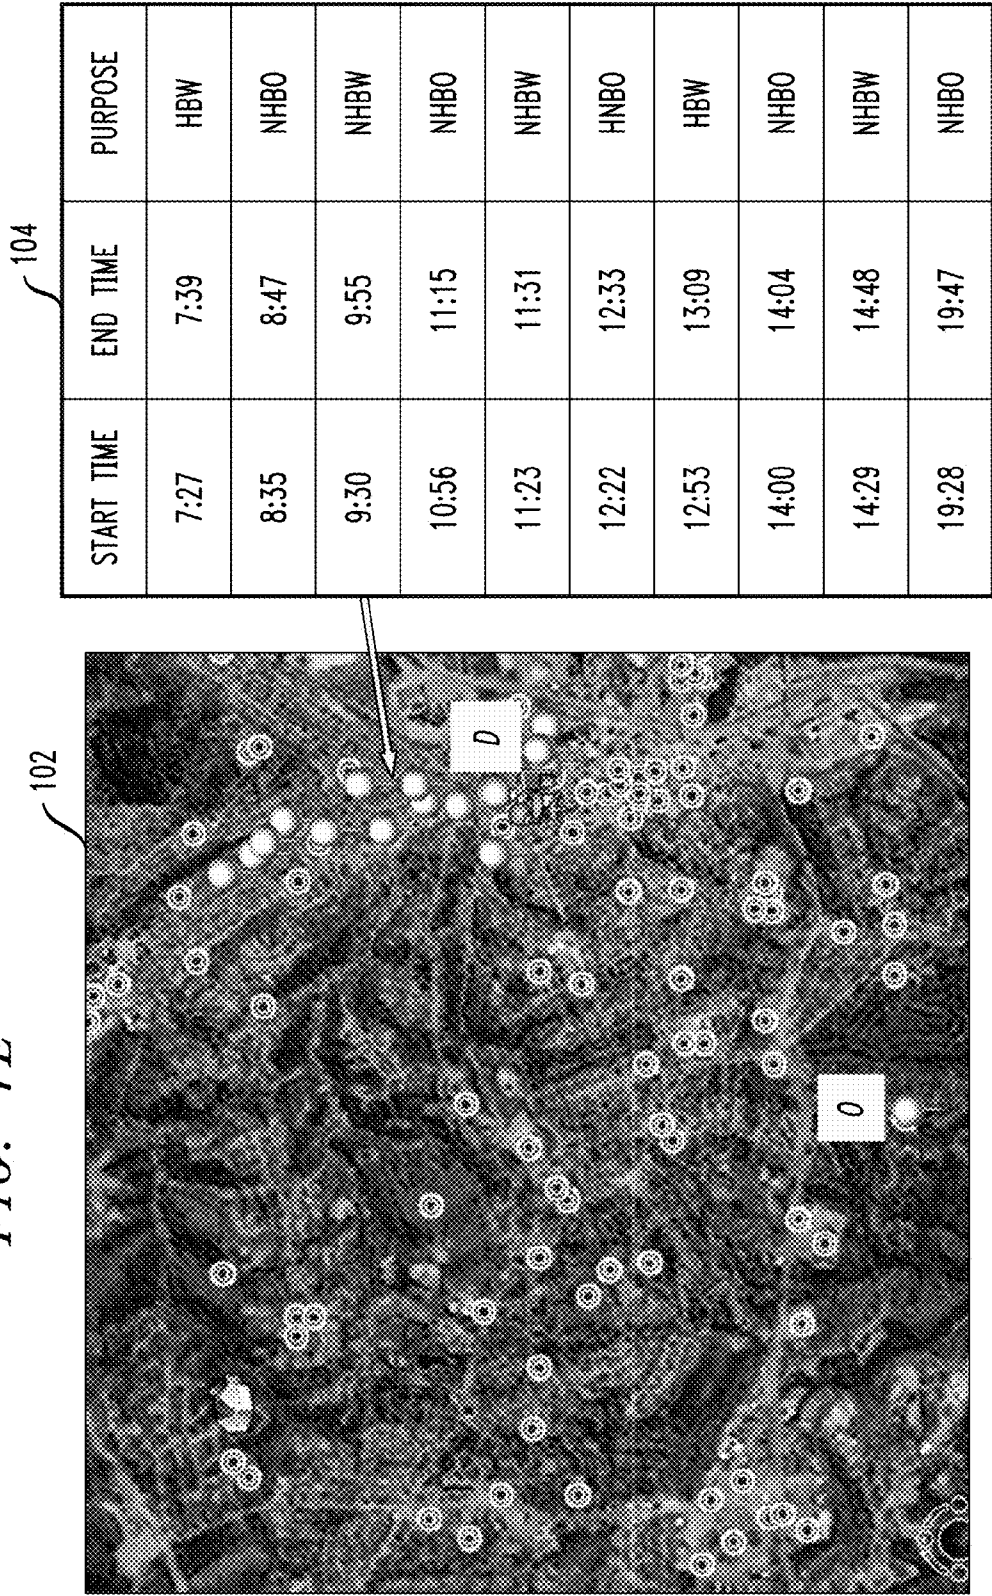 102
D
O
104
START TIME END TIME PURPOSE
7:27 7:39 HBW
8:35 8:47 NHBO
9:30 9:55 NHBW
10:56 11:15 NHBO
11:23 11:31 NHBW
12:22 12:33 HNBO
12:53 13:09 HBW
14:00 14:04 NHBO
14:29 14:48 NHBW
19:28 19:47 NHBO